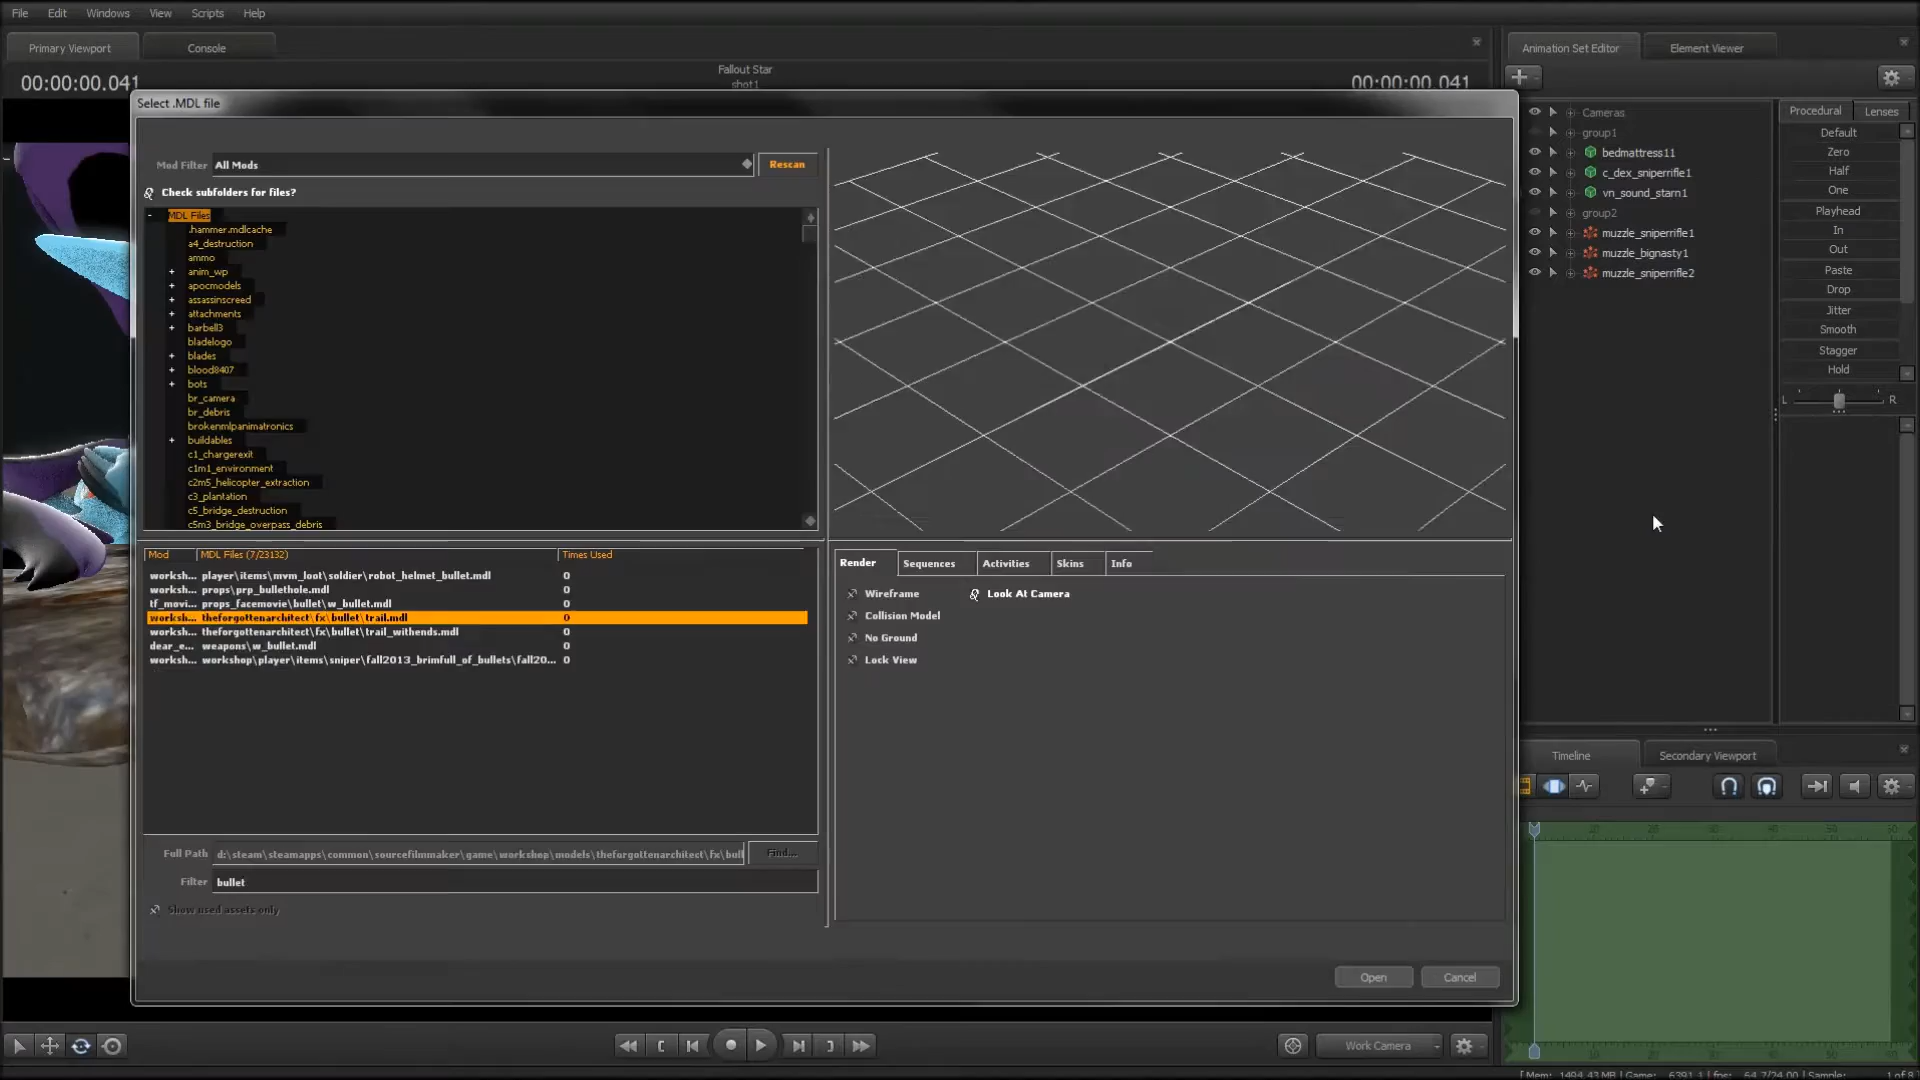 File Edit Windows View Scripts Help
Primary Viewport Console
Animation Set Editor Element Viewer
00:00:00.041
Fallout Star
shot1
00:00:00.041
Select .MDL file
Mod Filter All Mods Rescan
Check subfolders for files?
MDL Files
.hammer.mdlcache
a4_destruction
ammo
anim_wp
apocmodels
assassinscreed
attachments
barbell3
bladelogo
blades
blood8407
bots
br_camera
br_debris
brokenmlpanimatronics
buildables
c1_chargerexit
c1m1_environment
c2m5_helicopter_extraction
c3_plantation
c5_bridge_destruction
c5m3_bridge_overpass_debris
Mod MDL Files (7/23132) Times Used
worksh... player\items\mvm_loot\soldier\robot_helmet_bullet.mdl 0
worksh... props\prp_bullethole.mdl 0
tf_movi... props_facemovie\bullet\w_bullet.mdl 0
worksh... theforgottenarchitect\fx\bullet\trail.mdl 0
worksh... theforgottenarchitect\fx\bullet\trail_withends.mdl 0
dear_e... weapons\w_bullet.mdl 0
worksh... workshop\player\items\sniper\fall2013_brimfull_of_bullets\fall20... 0
Full Path d:\steam\steamapps\common\sourcefilmmaker\game\workshop\models\theforgottenarchitect\fx\bull Find...
Filter bullet
Show used assets only
Render Sequences Activities Skins Info
Wireframe Look At Camera
Collision Model
No Ground
Lock View
Open Cancel
Cameras
group1
bedmattress11
c_dex_sniperrifle1
vn_sound_starn1
group2
muzzle_sniperrifle1
muzzle_bignasty1
muzzle_sniperrifle2
Procedural Lenses
Default
Zero
Half
One
Playhead
In
Out
Paste
Drop
Jitter
Smooth
Stagger
Hold
L R
Timeline Secondary Viewport
Work Camera